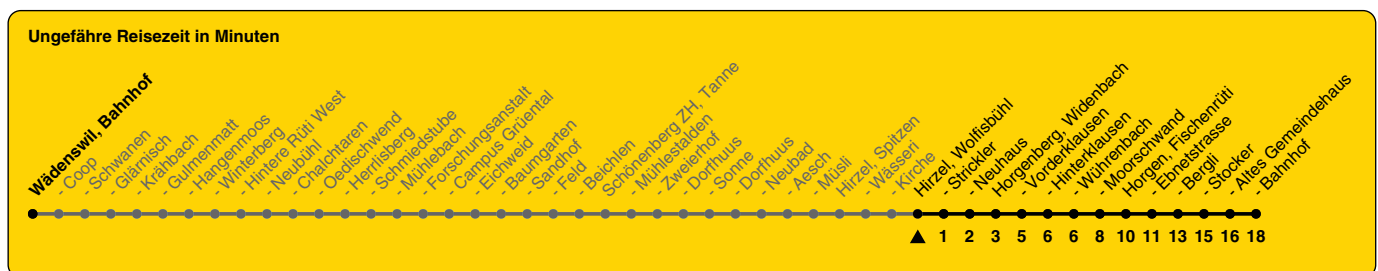 Ungefähre Reisezeit in Minuten
Wädenswil, Bahnhof
- Coop
- Schwanen
- Glärnisch
- Krähbach
- Gulmenmatt
- Hangenmoos
- Winterberg
- Hintere Rüti West
- Neubühl
- Chalchtaren
- Oedischwend
- Herrlisberg
- Schmiedstube
- Mühlebach
- Forschungsanstalt
- Campus Grüental
- Eichweid
- Baumgarten
- Sandhof
- Feld
- Beichlen
Schönenberg ZH, Tanne
- Mühlestalden
- Zweierhof
- Dorfhuus
- Sonne
- Dorfhuus
- Neubad
- Aesch
- Müsli
Hirzel, Spitzen
- Wässeri
- Kirche
Hirzel, Wolfisbühl
- Strickler
- Neuhaus
Horgenberg, Widenbach
- Vorderklausen
- Hinterklausen
- Würhenbach
- Moorschwand
Horgen, Fischenrüti
- Ebnetstrasse
- Bergli
- Stocker
- Altes Gemeindehaus
- Bahnhof
1 2 3 5 6 6 8 10 11 13 15 16 18